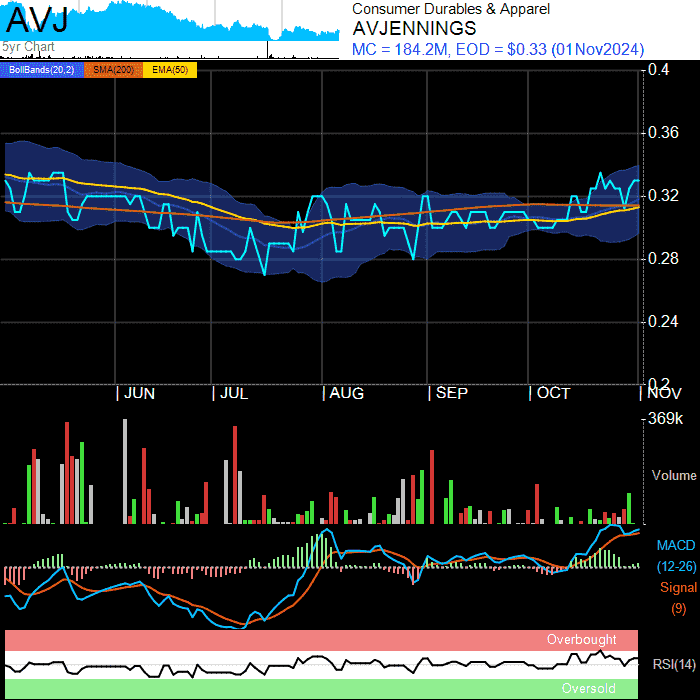 AVJ
5yr Chart
Consumer Durables & Apparel
AVJENNINGS
MC = 184.2M, EOD = $0.33 (01Nov2024)
BollBands(20,2) SMA(200) EMA(50)
0.4
0.36
0.32
0.28
0.24
0.2
JUN JUL AUG SEP OCT NOV
369k
Volume
MACD
(12-26)
Signal
(9)
Overbought
RSI(14)
Oversold